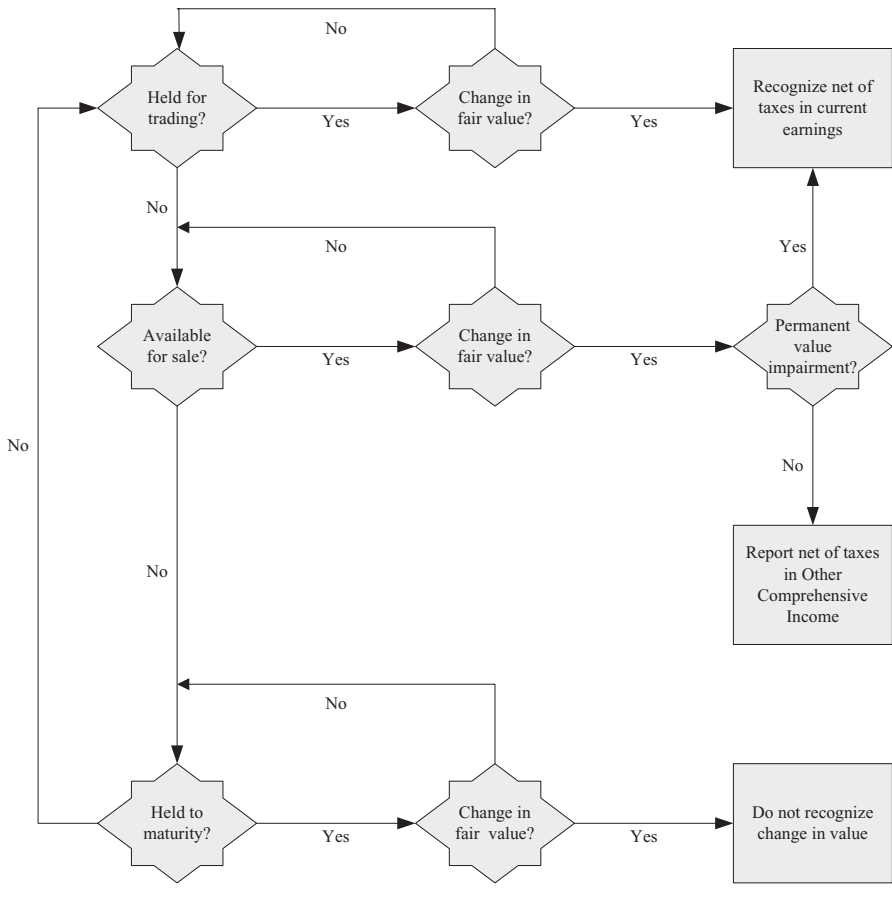 No
Held for
trading?
Yes
Change in
fair value?
Yes
Recognize net of
taxes in current
earnings
No
No
Yes
Available
for sale?
Yes
Change in
fair value?
Yes
Permanent
value
impairment?
No
No
Report net of taxes
in Other
Comprehensive
Income
No
No
Held to
maturity?
Yes
Change in
fair value?
Yes
Do not recognize
change in value